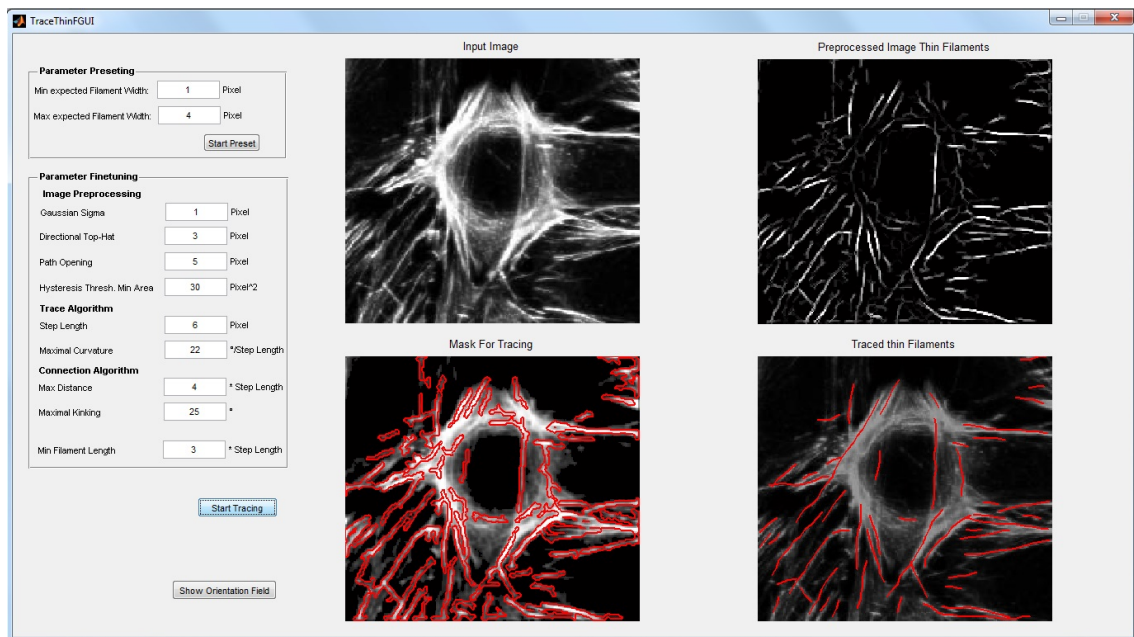 TraceThinFGUI
Parameter Preseting
Min expected Filament Width: 1 Pixel
Max expected Filament Width: 4 Pixel
Start Preset
Parameter Finetuning
Image Preprocessing
Gaussian Sigma 1 Pixel
Directional Top-Hat 3 Pixel
Path Opening 5 Pixel
Hysteresis Thresh. Min Area 30 Pixel^2
Trace Algorithm
Step Length 6 Pixel
Maximal Curvature 22 °/Step Length
Connection Algorithm
Max Distance 4 * Step Length
Maximal Kinking 25 °
Min Filament Length 3 * Step Length
Start Tracing
Show Orientation Field
Input Image
Preprocessed Image Thin Filaments
Mask For Tracing
Traced thin Filaments